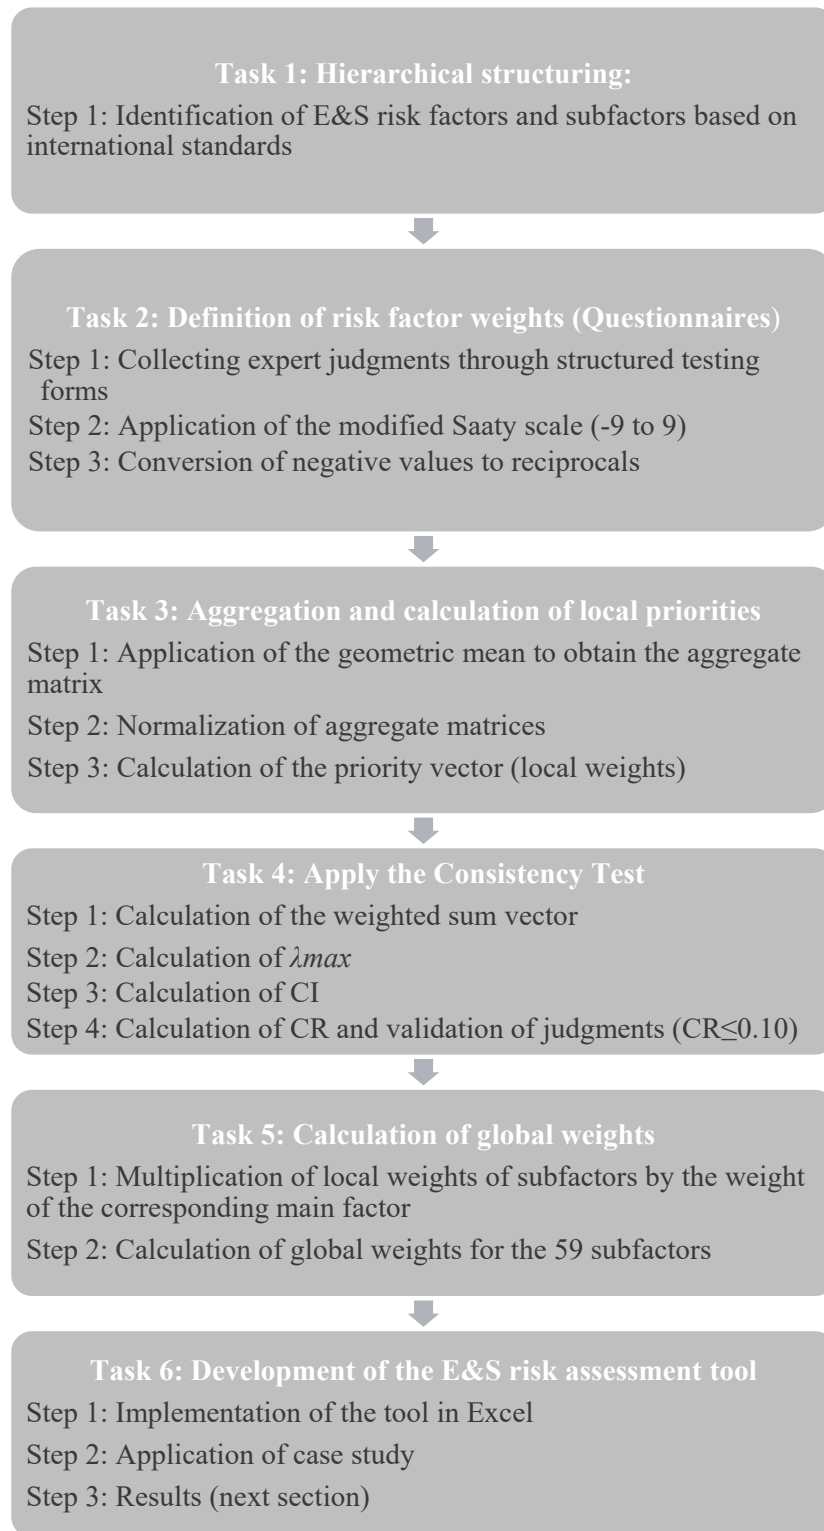 Task 1: Hierarchical structuring:
Step 1: Identification of E&S risk factors and subfactors based on
international standards
Task 2: Definition of risk factor weights (Questionnaires)
Step 1: Collecting expert judgments through structured testing
forms
Step 2: Application of the modified Saaty scale (-9 to 9)
Step 3: Conversion of negative values to reciprocals
Task 3: Aggregation and calculation of local priorities
Step 1: Application of the geometric mean to obtain the aggregate
matrix
Step 2: Normalization of aggregate matrices
Step 3: Calculation of the priority vector (local weights)
Task 4: Apply the Consistency Test
Step 1: Calculation of the weighted sum vector
Step 2: Calculation of λmax
Step 3: Calculation of CI
Step 4: Calculation of CR and validation of judgments (CR≤0.10)
Task 5: Calculation of global weights
Step 1: Multiplication of local weights of subfactors by the weight
of the corresponding main factor
Step 2: Calculation of global weights for the 59 subfactors
Task 6: Development of the E&S risk assessment tool
Step 1: Implementation of the tool in Excel
Step 2: Application of case study
Step 3: Results (next section)